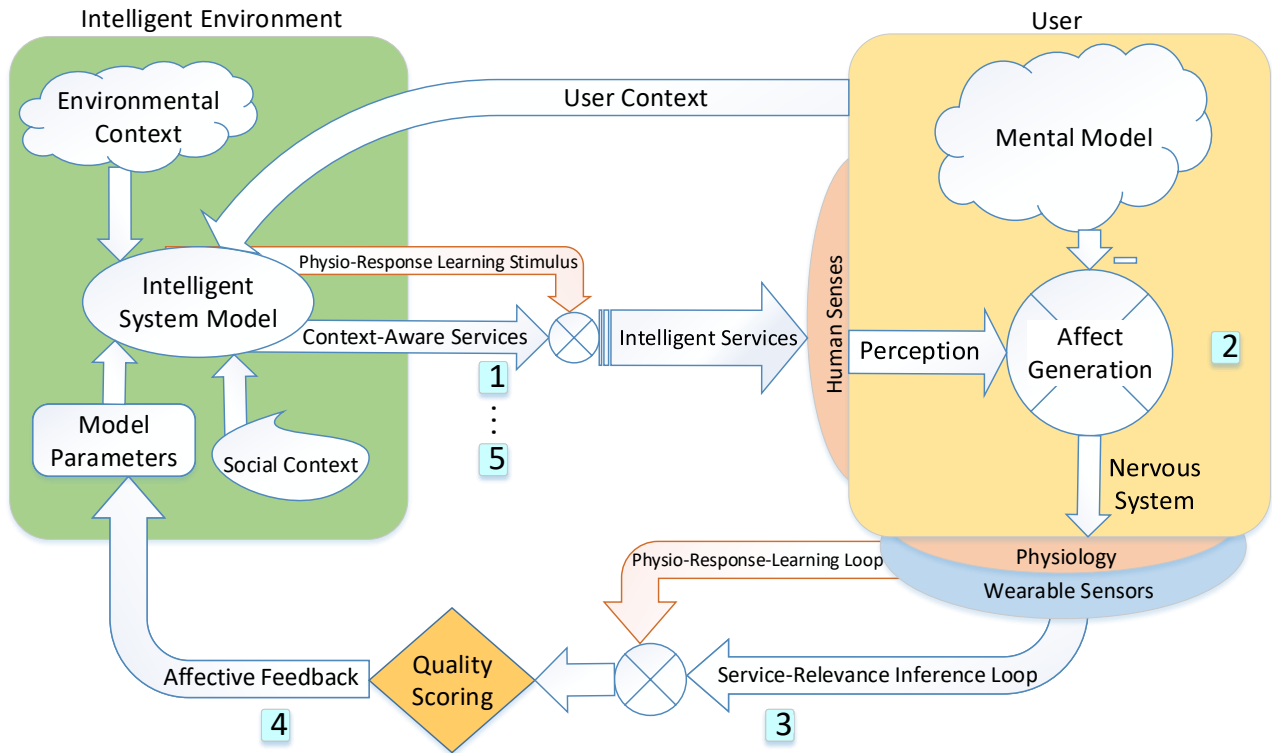 Intelligent Environment
User
Environmental
Context
User Context
Mental Model
Physio-Response Learning Stimulus
Intelligent
System Model
Context-Aware Services
Intelligent Services
Human Senses
Perception
Affect
Generation
2
1
5
Model
Parameters
Social Context
Nervous
System
Physio-Response-Learning Loop
Physiology
Wearable Sensors
Affective Feedback
Quality
Scoring
Service-Relevance Inference Loop
4
3